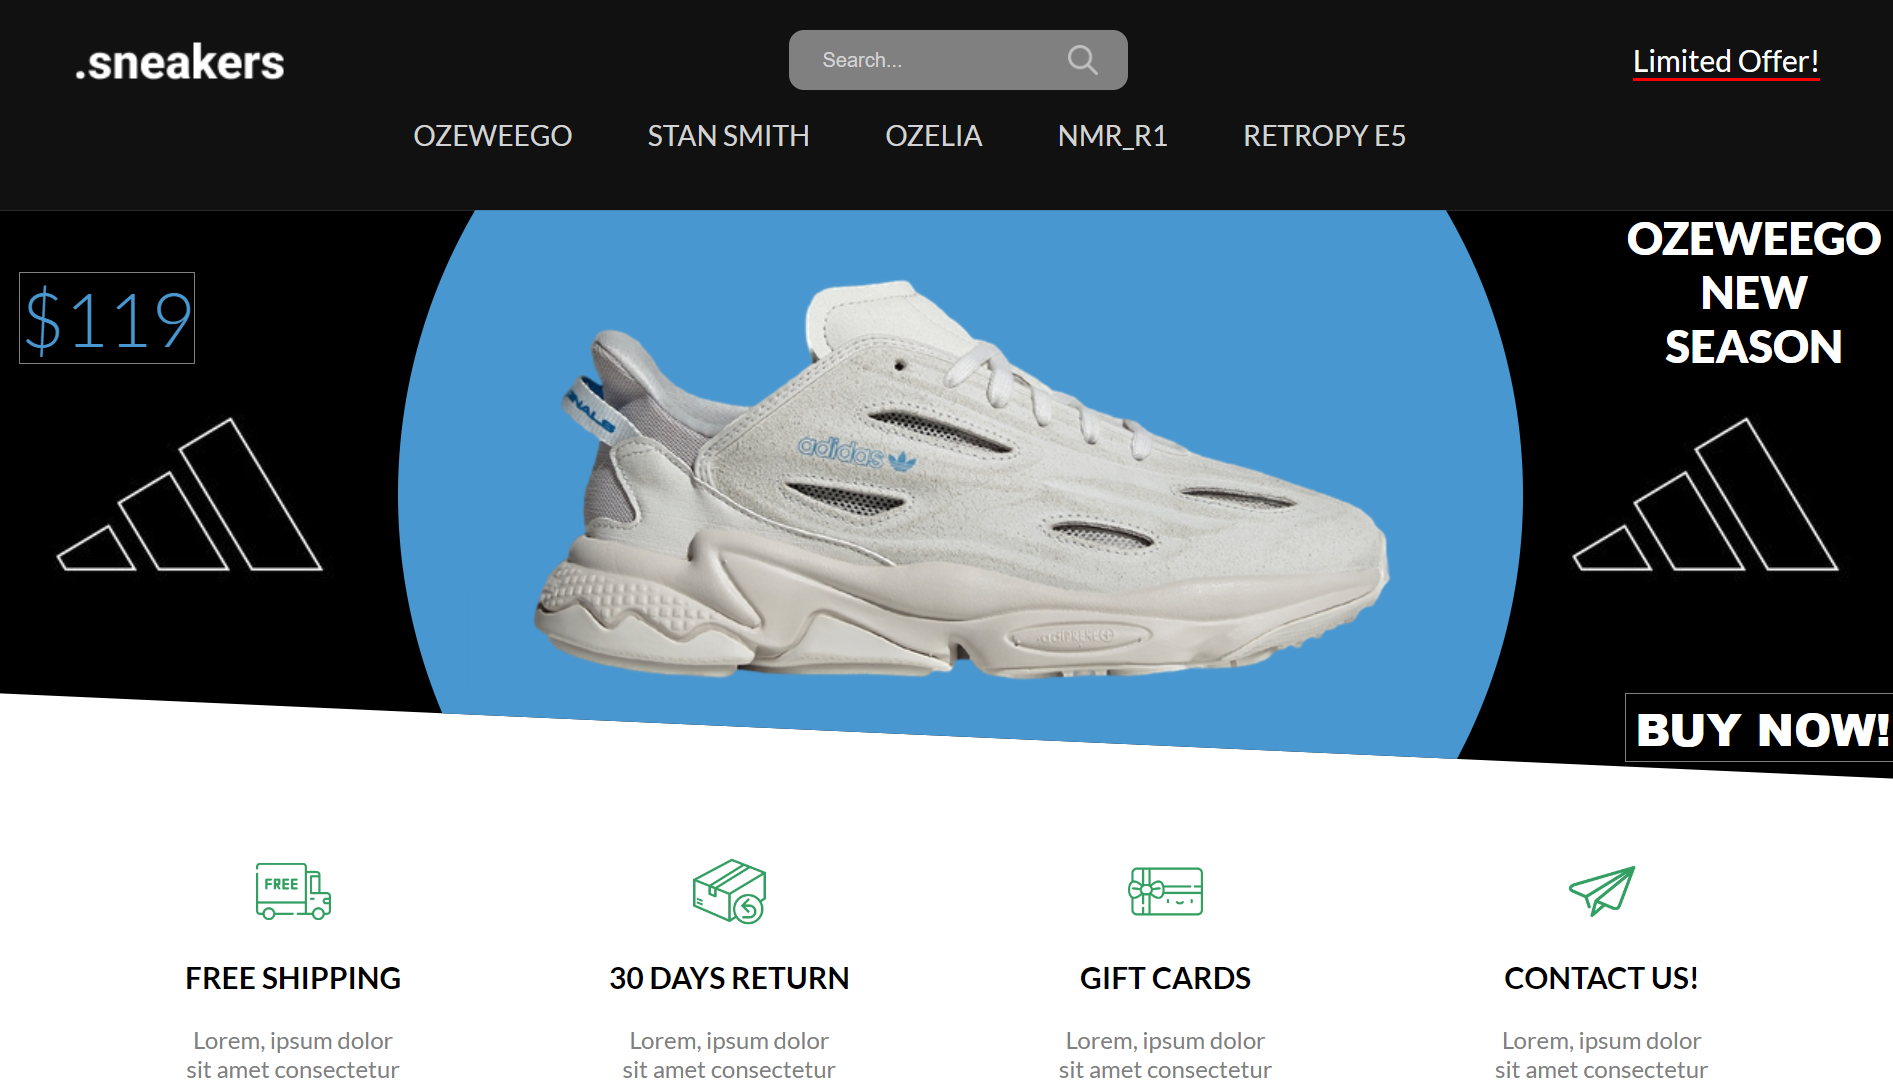 .sneakers
Search...
Limited Offer!
OZEWEEGO
STAN SMITH
OZELIA
NMR_R1
RETROPY E5
$119
OZEWEEGO
NEW
SEASON
adidas
BUY NOW!
FREE
FREE SHIPPING
Lorem, ipsum dolor
sit amet consectetur
30 DAYS RETURN
Lorem, ipsum dolor
sit amet consectetur
GIFT CARDS
Lorem, ipsum dolor
sit amet consectetur
CONTACT US!
Lorem, ipsum dolor
sit amet consectetur